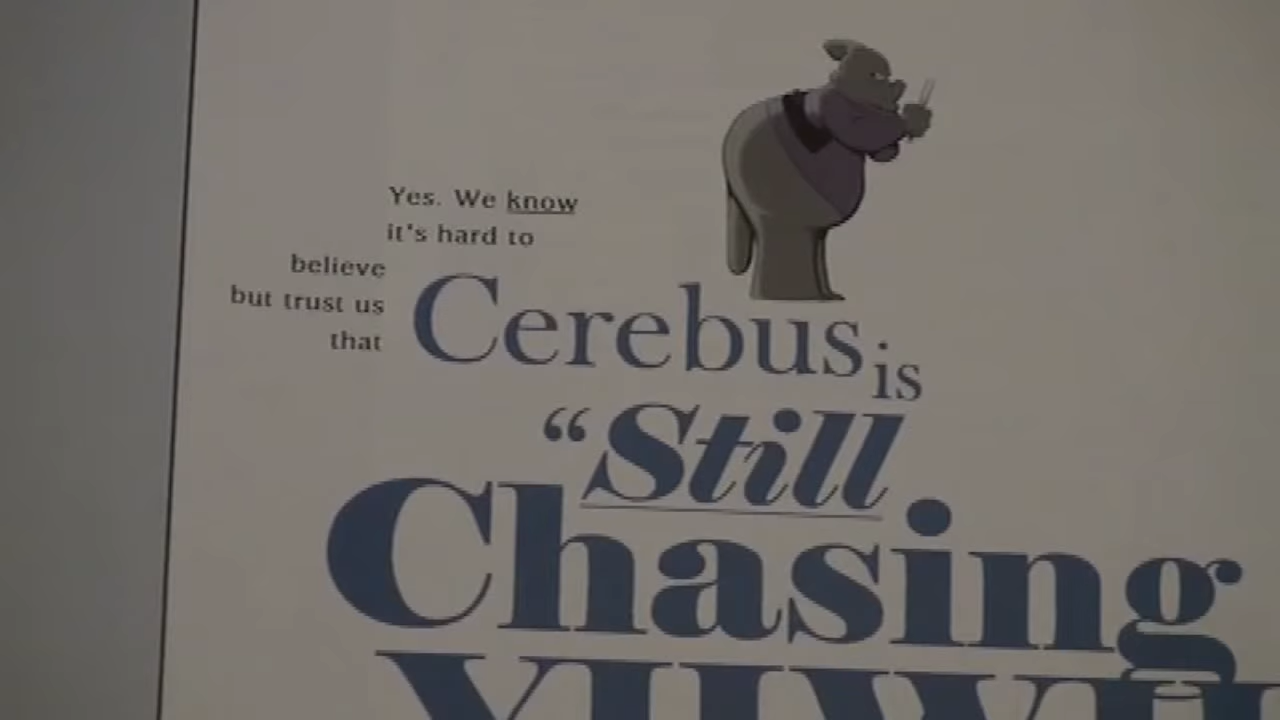 Yes. We know
it's hard to
believe
but trust us
that
Cerebus is
“Still
Chasing